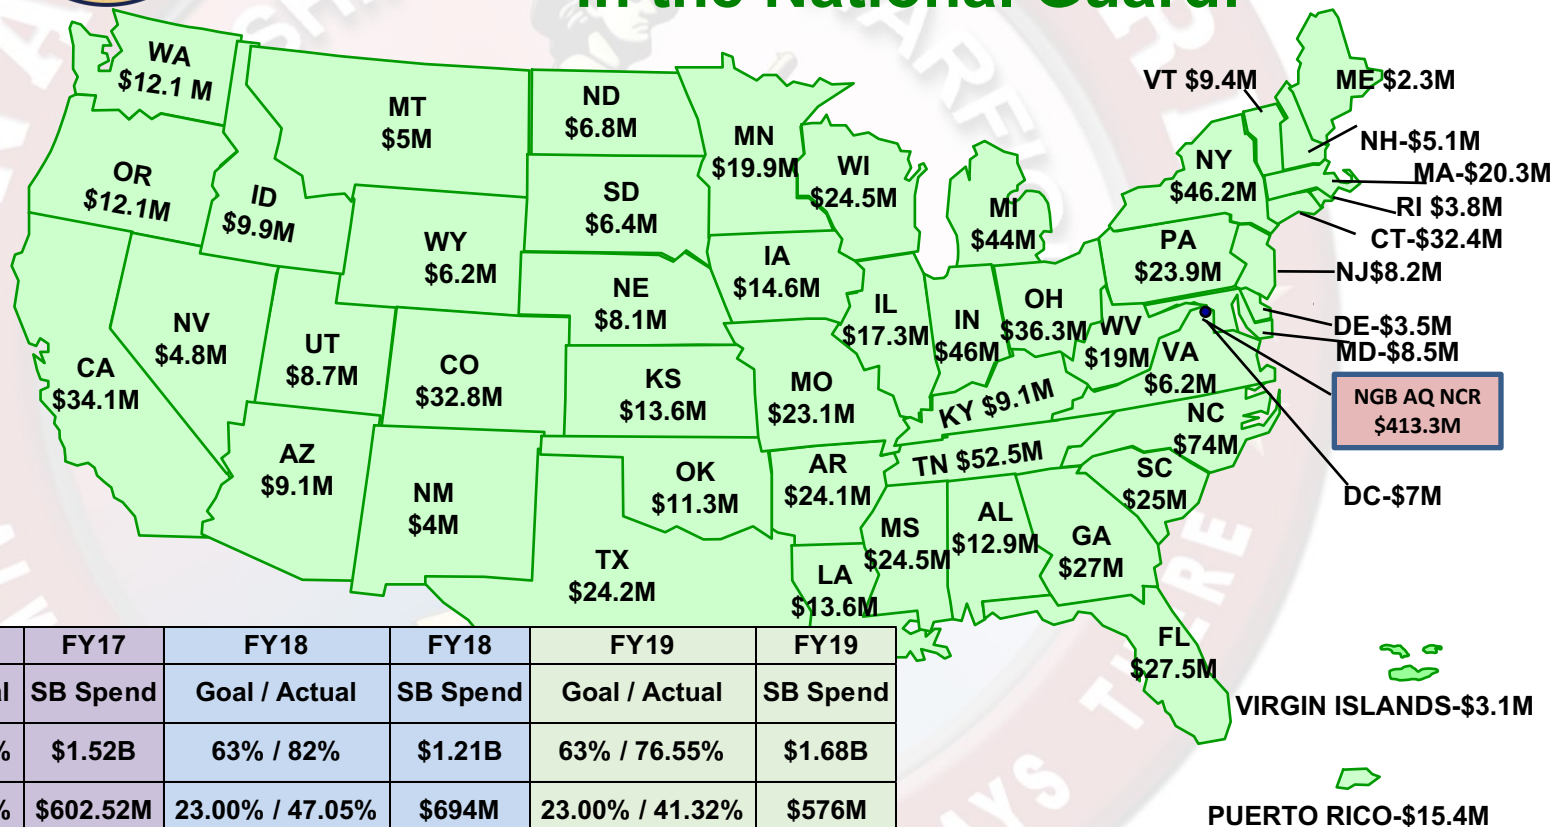 in the National Guard!
WA
$12.1 M
MT
$5M
ND
$6.8M
MN
$19.9M
WI
$24.5M
MI
$44M
NY
$46.2M
VT $9.4M
ME $2.3M
NH-$5.1M
MA-$20.3M
RI $3.8M
CT-$32.4M
NJ$8.2M
DE-$3.5M
MD-$8.5M
NGB AQ NCR
$413.3M
DC-$7M
OR
$12.1M
ID
$9.9M
WY
$6.2M
SD
$6.4M
NE
$8.1M
IA
$14.6M
IL
$17.3M
IN
$46M
OH
$36.3M
PA
$23.9M
WV
$19M
VA
$6.2M
KY $9.1M
NC
$74M
TN $52.5M
SC
$25M
CA
$34.1M
NV
$4.8M
UT
$8.7M
CO
$32.8M
KS
$13.6M
MO
$23.1M
AZ
$9.1M
NM
$4M
OK
$11.3M
AR
$24.1M
MS
$24.5M
AL
$12.9M
GA
$27M
TX
$24.2M
LA
$13.6M
FL
$27.5M
VIRGIN ISLANDS-$3.1M
PUERTO RICO-$15.4M
FY17 FY18 FY18 FY19 FY19
SB Spend Goal / Actual SB Spend Goal / Actual SB Spend
% $1.52B 63% / 82% $1.21B 63% / 76.55% $1.68B
% $602.52M 23.00% / 47.05% $694M 23.00% / 41.32% $576M